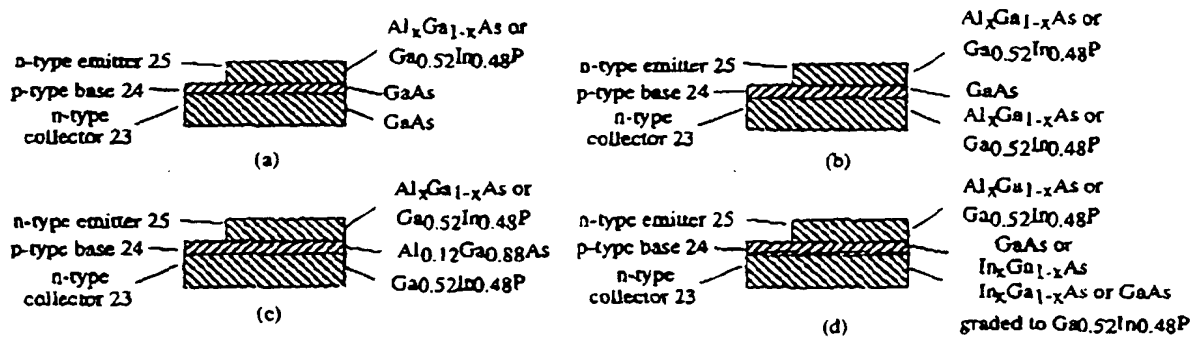 n-type emitter 25
p-type base 24
n-type
collector 23
AlxGa1-xAs or
Ga0.52In0.48P
GaAs
GaAs
(a)
n-type emitter 25
p-type base 24
n-type
collector 23
AlxGa1-xAs or
Ga0.52In0.48P
GaAs
AlxGa1-xAs or
Ga0.52In0.48P
(b)
n-type emitter 25
p-type base 24
n-type
collector 23
AlxGa1-xAs or
Ga0.52In0.48P
Al0.12Ga0.88As
Ga0.52In0.48P
(c)
n-type emitter 25
p-type base 24
n-type
collector 23
AlxGa1-xAs or
Ga0.52In0.48P
GaAs or
InxGa1-xAs
InxGa1-xAs or GaAs
graded to Ga0.52In0.48P
(d)